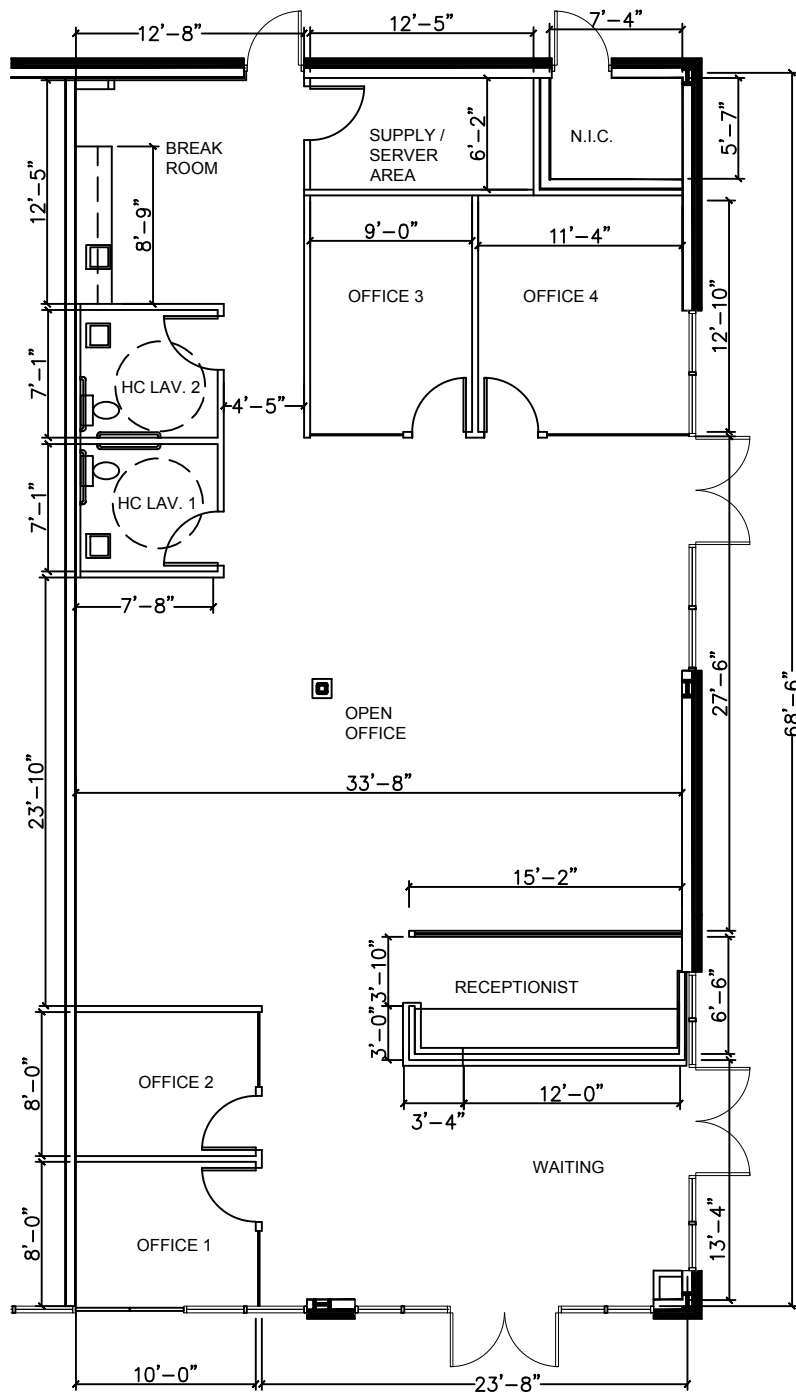 12'-8"
12'-5"
7'-4"
BREAK
ROOM
SUPPLY /
SERVER
AREA
6'-2"
N.I.C.
5'-7"
12'-5"
8'-9"
9'-0"
11'-4"
OFFICE 3
OFFICE 4
12'-10"
7'-1"
HC LAV. 2
4'-5"
7'-1"
HC LAV. 1
7'-8"
OPEN
OFFICE
27'-6"
68'-6"
23'-10"
33'-8"
15'-2"
3'-10"
RECEPTIONIST
6'-6"
3'-0"
8'-0"
OFFICE 2
3'-4"
12'-0"
WAITING
8'-0"
OFFICE 1
13'-4"
10'-0"
23'-8"